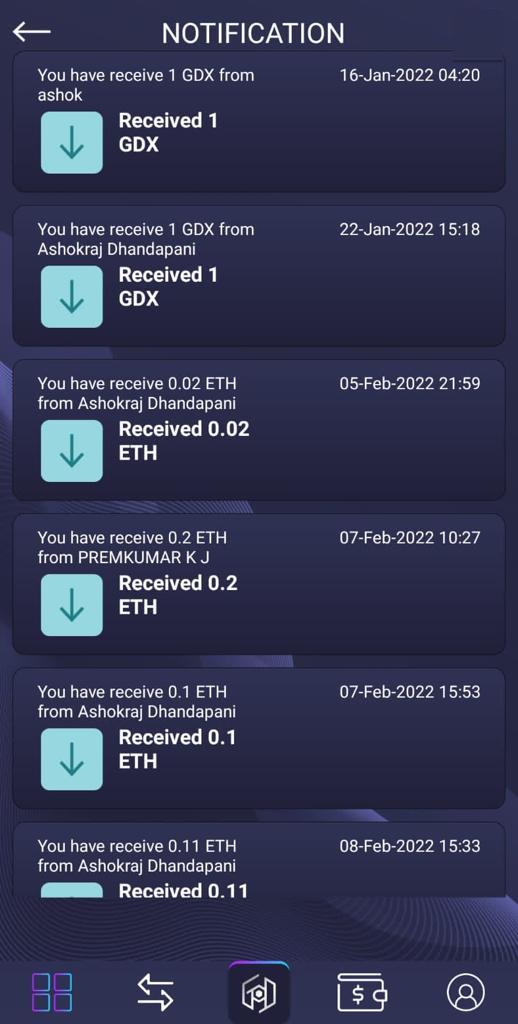 NOTIFICATION
You have receive 1 GDX from
16-Jan-2022 04:20
ashok
Received 1
GDX
You have receive 1 GDX from
22-Jan-2022 15:18
Ashokraj Dhandapani
Received 1
GDX
You have receive 0.02 ETH
05-Feb-2022 21:59
from Ashokraj Dhandapani
Received 0.02
ETH
You have receive 0.2 ETH
07-Feb-2022 10:27
from PREMKUMAR K J
Received 0.2
ETH
You have receive 0.1 ETH
07-Feb-2022 15:53
from Ashokraj Dhandapani
Received 0.1
ETH
You have receive 0.11 ETH
08-Feb-2022 15:33
from Ashokraj Dhandapani
Received 0.11
$